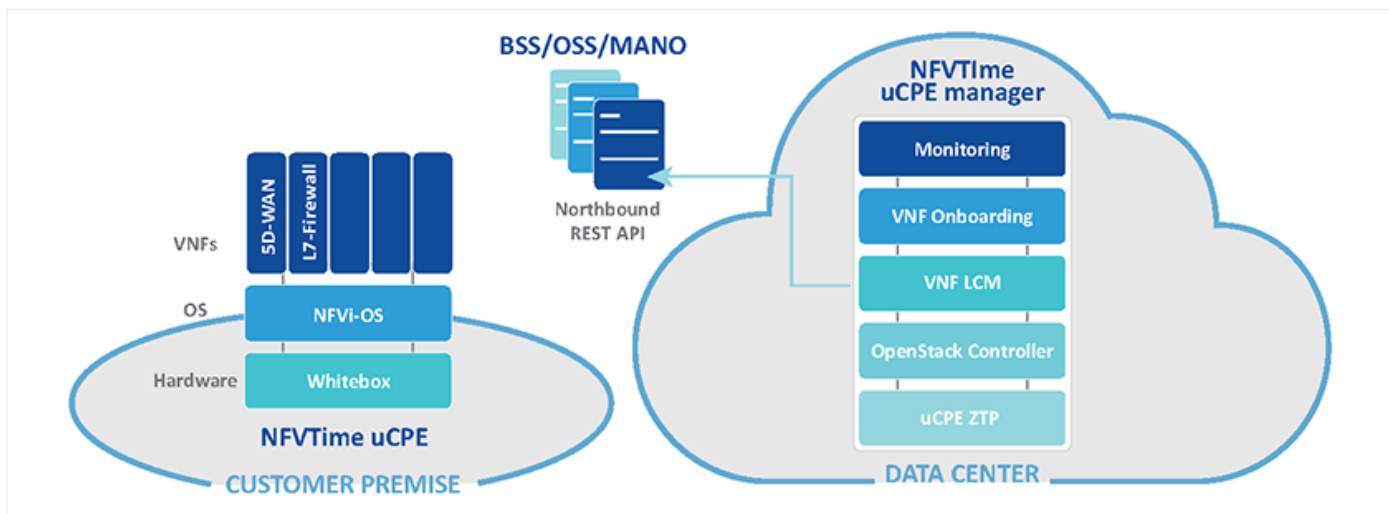 BSS/OSS/MANO
Northbound
REST API
NFVTIme
uCPE manager
Monitoring
VNF Onboarding
VNF LCM
OpenStack Controller
uCPE ZTP
DATA CENTER
VNFs
5D-WAN
L7-Firewall
OS
NFVi-OS
Hardware
Whitebox
NFVTime uCPE
CUSTOMER PREMISE